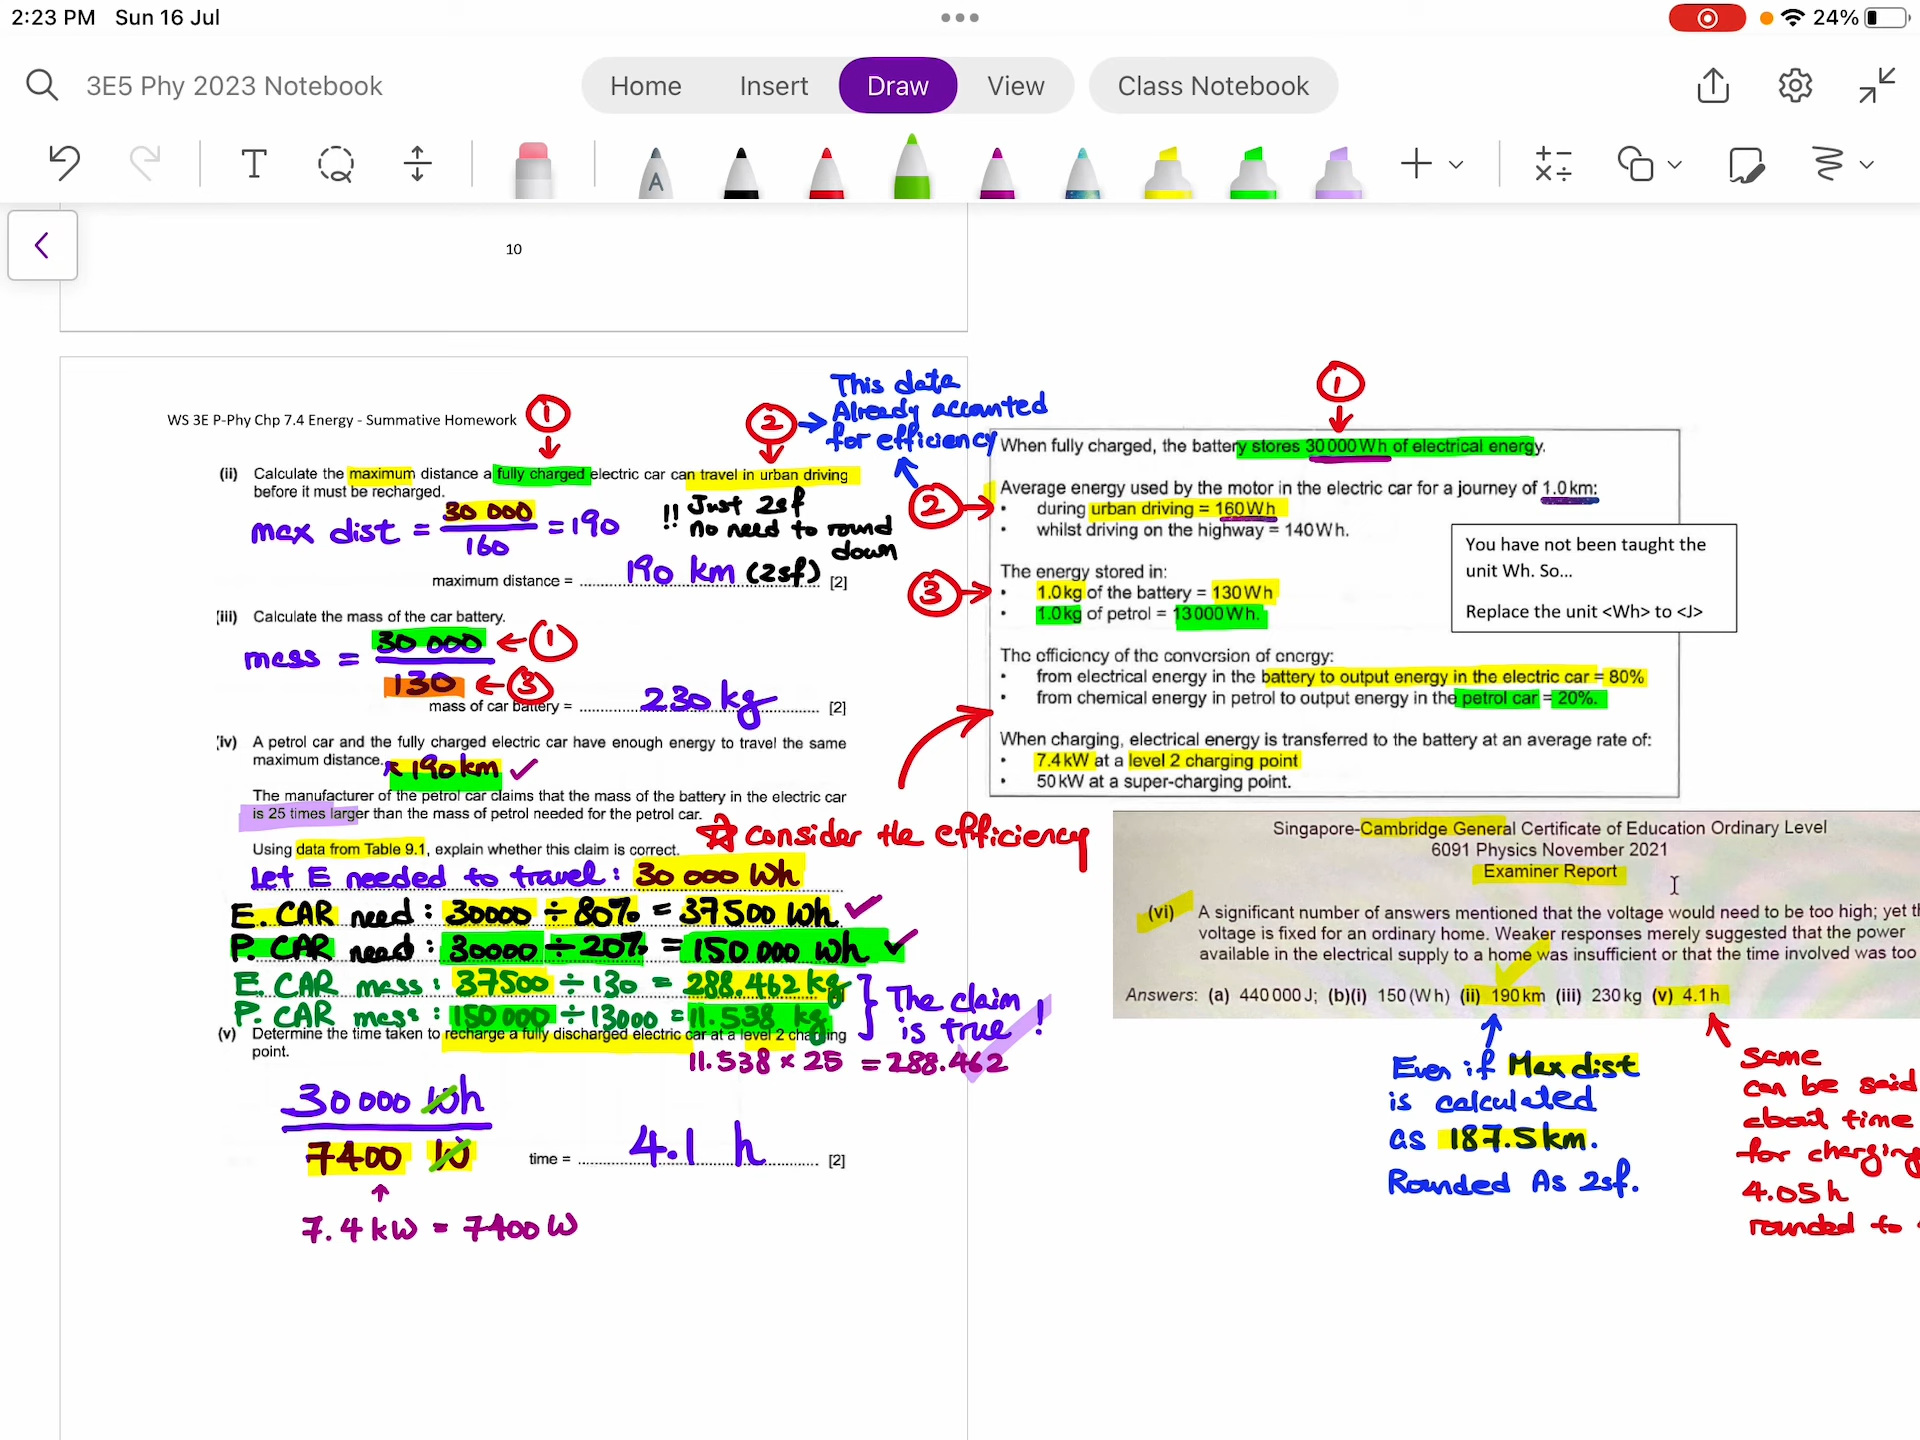 2:23 PM Sun 16 Jul
24%
3E5 Phy 2023 Notebook
Home Insert Draw View Class Notebook
T
A
10
WS 3E P-Phy Chp 7.4 Energy - Summative Homework
1
2
This data
Already accounted
for efficiency
(ii) Calculate the maximum distance a fully charged electric car can travel in urban driving
before it must be recharged.
max dist = 30 000 / 160 = 190
!! Just 2sf
no need to round
down
maximum distance = 190 km (2sf) [2]
(iii) Calculate the mass of the car battery.
mass = 30 000 / 130
← 1
← 3
mass of car battery = 230 kg [2]
(iv) A petrol car and the fully charged electric car have enough energy to travel the same
maximum distance. 190km ✓
The manufacturer of the petrol car claims that the mass of the battery in the electric car
is 25 times larger than the mass of petrol needed for the petrol car.
☆ consider the efficiency
Using data from Table 9.1, explain whether this claim is correct.
Let E needed to travel: 30 000 Wh
E. CAR need: 30000 ÷ 80% = 37500 Wh ✓
P. CAR need: 30000 ÷ 20% = 150 000 Wh ✓
E. CAR mass: 37500 ÷ 130 = 288.462 kg
P. CAR mass: 150 000 ÷ 13000 = 11.538 kg
} The claim
is true!
(v) Determine the time taken to recharge a fully discharged electric car at a level 2 charging
point.
11.538 × 25 = 288.462
30 000 Wh
7400 W
time = 4.1 h [2]
↑
7.4 kW = 7400 W
1
When fully charged, the battery stores 30 000 Wh of electrical energy.
2
Average energy used by the motor in the electric car for a journey of 1.0 km:
• during urban driving = 160 Wh
• whilst driving on the highway = 140 Wh.
3
The energy stored in:
• 1.0 kg of the battery = 130 Wh
• 1.0 kg of petrol = 13 000 Wh.
You have not been taught the
unit Wh. So...
Replace the unit <Wh> to <J>
The efficiency of the conversion of energy:
• from electrical energy in the battery to output energy in the electric car = 80%
• from chemical energy in petrol to output energy in the petrol car = 20%.
When charging, electrical energy is transferred to the battery at an average rate of:
• 7.4 kW at a level 2 charging point
• 50 kW at a super-charging point.
Singapore-Cambridge General Certificate of Education Ordinary Level
6091 Physics November 2021
Examiner Report
(vi) A significant number of answers mentioned that the voltage would need to be too high; yet
voltage is fixed for an ordinary home. Weaker responses merely suggested that the power
available in the electrical supply to a home was insufficient or that the time involved was too
Answers: (a) 440 000 J; (b)(i) 150 (Wh) (ii) 190 km (iii) 230 kg (v) 4.1 h
Even if Max dist
is calculated
as 187.5 km.
Rounded As 2sf.
Same
can be said
about time
for charging
4.05 h
rounded to